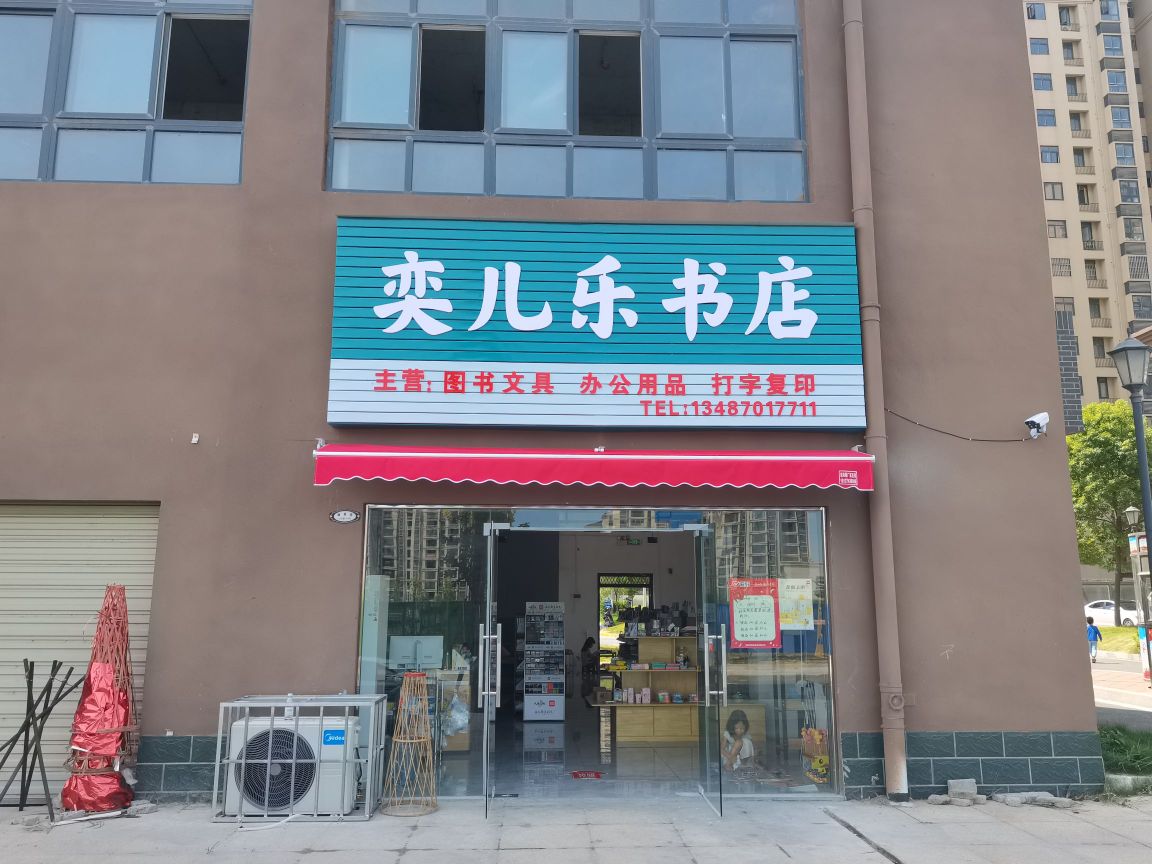 奕儿乐书店
主营：图书文具 办公用品 打字复印
TEL:13487017711
Midea